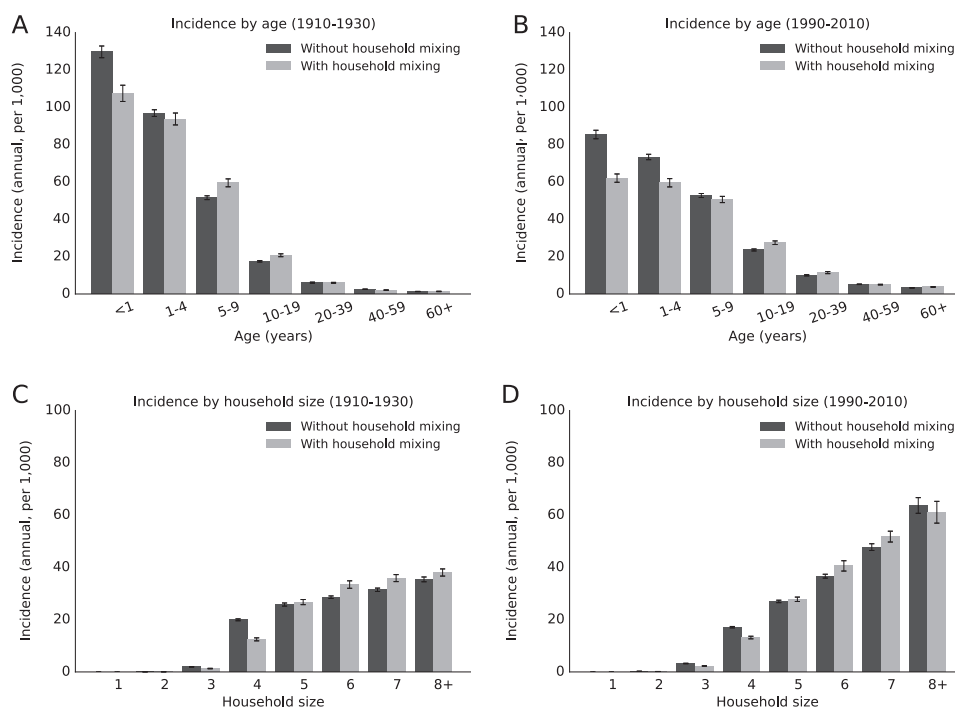 A
Incidence by age (1910-1930)
140
120
100
80
60
40
20
0
Incidence (annual, per 1,000)
Without household mixing
With household mixing
<1
1-4
5-9
10-19
20-39
40-59
60+
Age (years)
B
Incidence by age (1990-2010)
140
120
100
80
60
40
20
0
Incidence (annual, per 1,000)
Without household mixing
With household mixing
<1
1-4
5-9
10-19
20-39
40-59
60+
Age (years)
C
Incidence by household size (1910-1930)
100
80
60
40
20
0
Incidence (annual, per 1,000)
Without household mixing
With household mixing
1 2 3 4 5 6 7 8+
Household size
D
Incidence by household size (1990-2010)
100
80
60
40
20
0
Incidence (annual, per 1,000)
Without household mixing
With household mixing
1 2 3 4 5 6 7 8+
Household size